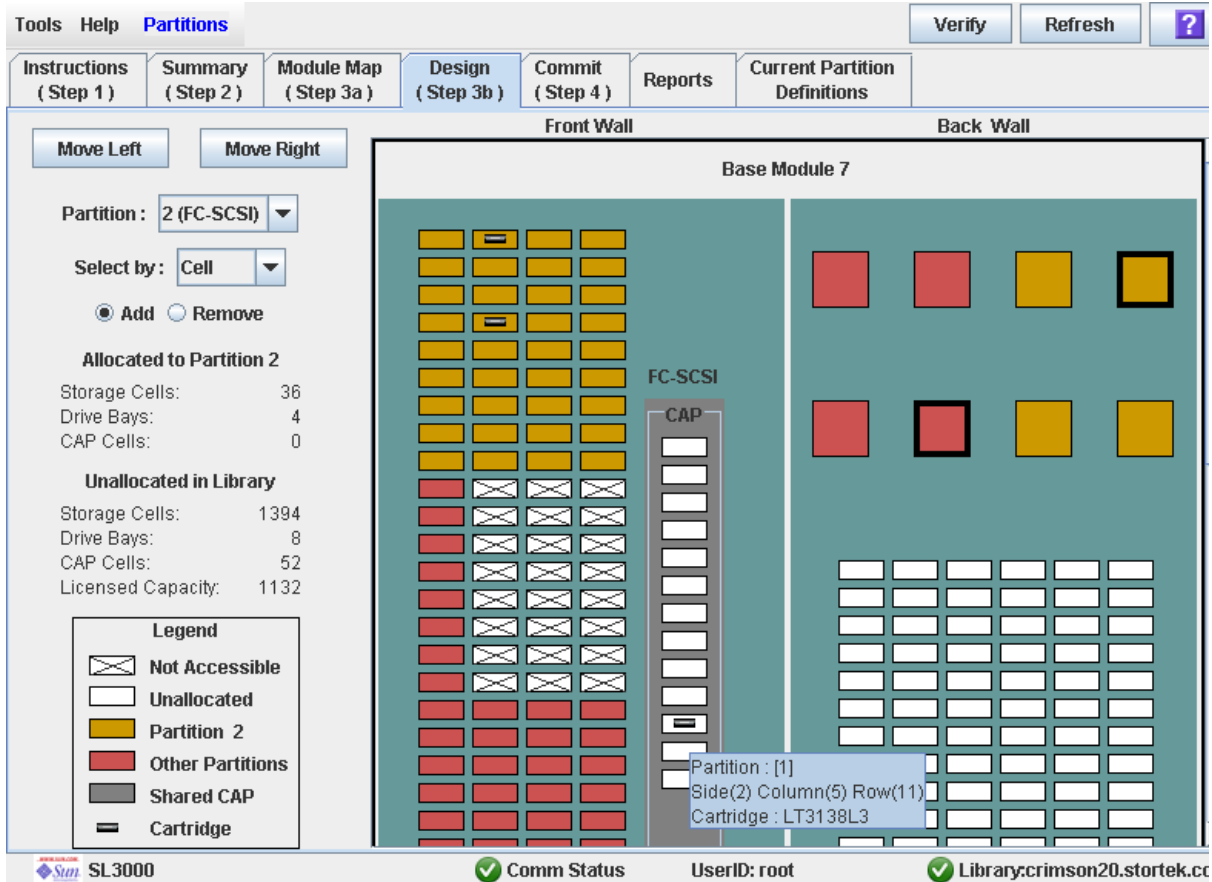 Tools Help Partitions Verify Refresh ?
Instructions (Step 1)
Summary (Step 2)
Module Map (Step 3a)
Design (Step 3b)
Commit (Step 4)
Reports
Current Partition Definitions
Move Left Move Right
Partition : 2 (FC-SCSI)
Select by : Cell
Add Remove
Allocated to Partition 2
Storage Cells: 36
Drive Bays: 4
CAP Cells: 0
Unallocated in Library
Storage Cells: 1394
Drive Bays: 8
CAP Cells: 52
Licensed Capacity: 1132
Legend
Not Accessible
Unallocated
Partition 2
Other Partitions
Shared CAP
Cartridge
Front Wall Back Wall
Base Module 7
FC-SCSI
CAP
Partition : [1]
Side(2) Column(5) Row(11)
Cartridge : LT3138L3
Sun SL3000 Comm Status UserID: root Library:crimson20.stortek.co